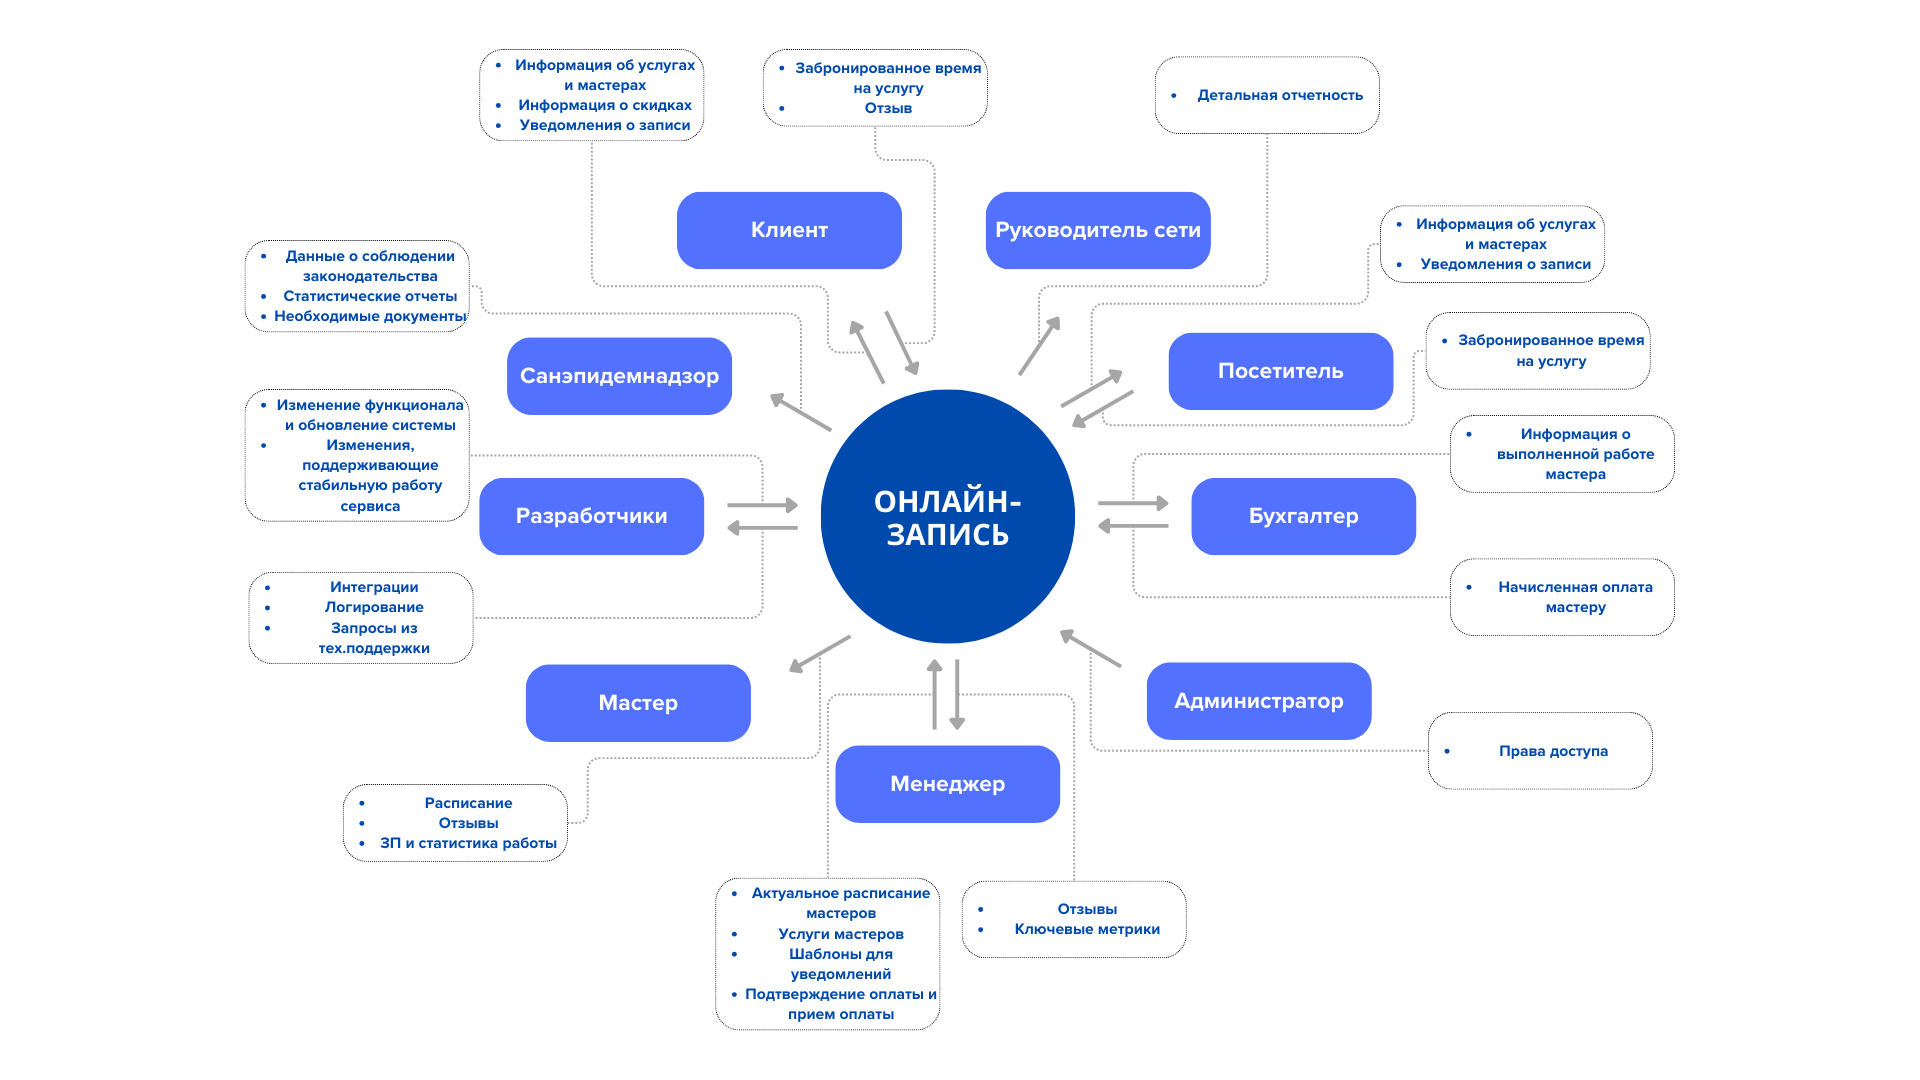 • Информация об услугах
и мастерах
• Информация о скидках
• Уведомления о записи
• Забронированное время
на услугу
• Отзыв
• Детальная отчетность
Клиент
Руководитель сети
• Информация об услугах
и мастерах
• Уведомления о записи
• Данные о соблюдении
законодательства
• Статистические отчеты
• Необходимые документы
Санэпидемнадзор
Посетитель
• Забронированное время
на услугу
• Изменение функционала
и обновление системы
• Изменения,
поддерживающие
стабильную работу
сервиса
• Информация о
выполненной работе
мастера
Разработчики
ОНЛАЙН-
ЗАПИСЬ
Бухгалтер
• Интеграции
• Логирование
• Запросы из
тех.поддержки
• Начисленная оплата
мастеру
Мастер
Администратор
Менеджер
• Права доступа
• Расписание
• Отзывы
• ЗП и статистика работы
• Актуальное расписание
мастеров
• Услуги мастеров
• Шаблоны для
уведомлений
• Подтверждение оплаты и
прием оплаты
• Отзывы
• Ключевые метрики